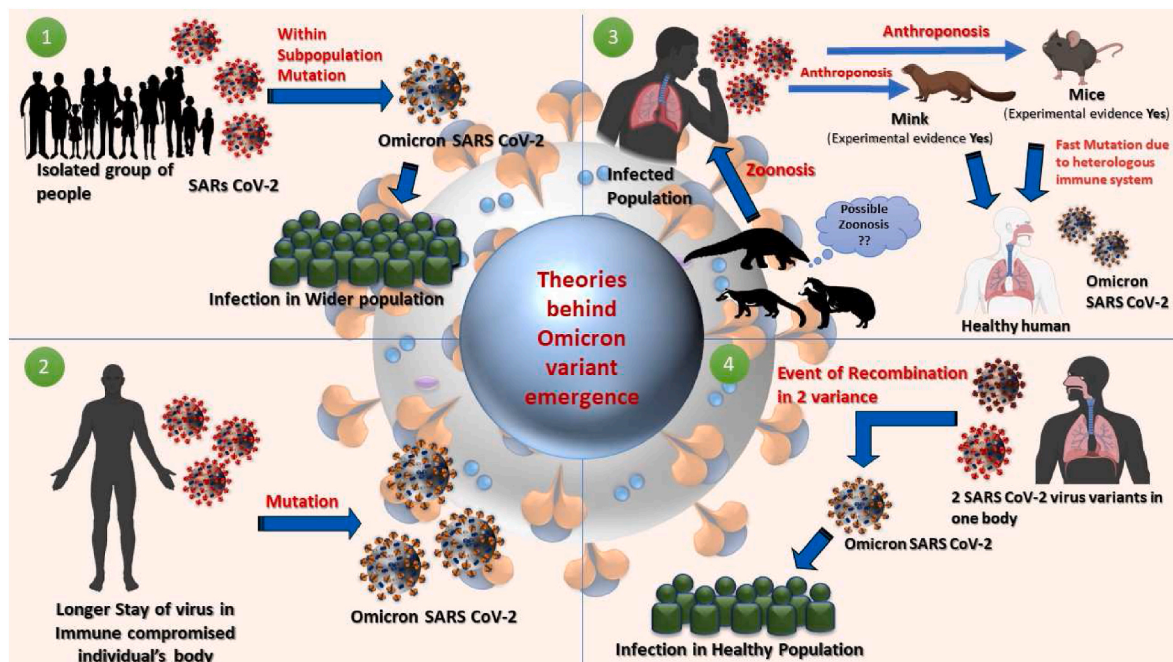 1
Within
Subpopulation
Mutation
Omicron SARS CoV-2
Isolated group of
people
SARs CoV-2
Infection in Wider population
2
Mutation
Longer Stay of virus in
Immune compromised
individual's body
Omicron SARS CoV-2
Theories
behind
Omicron
variant
emergence
3
Anthroponosis
Anthroponosis
Mice
(Experimental evidence Yes)
Mink
(Experimental evidence Yes)
Infected
Population
Zoonosis
Possible
Zoonosis
??
Fast Mutation due
to heterologous
immune system
Omicron
SARS CoV-2
Healthy human
4
Event of Recombination
in 2 variance
2 SARS CoV-2 virus variants in
one body
Omicron SARS CoV-2
Infection in Healthy Population